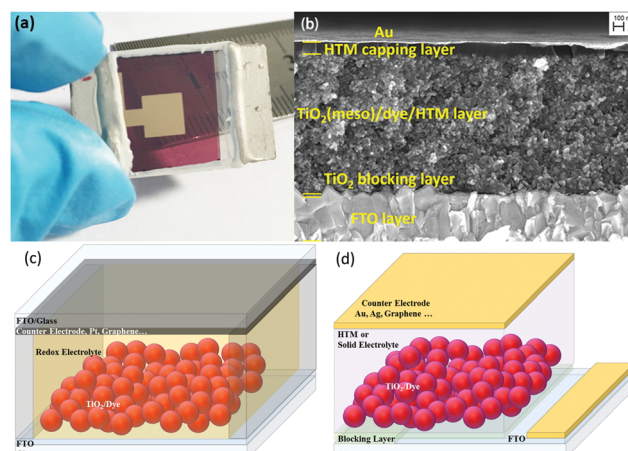 (a)
(b)
Au
100 n
HTM capping layer
TiO₂(meso)/dye/HTM layer
TiO₂ blocking layer
FTO layer
(c)
FTO/Glass
Counter Electrode, Pt, Graphene…
Redox Electrolyte
TiO₂/Dye
FTO
(d)
Counter Electrode
Au, Ag, Graphene …
HTM or
Solid Electrolyte
TiO₂/Dye
Blocking Layer
FTO